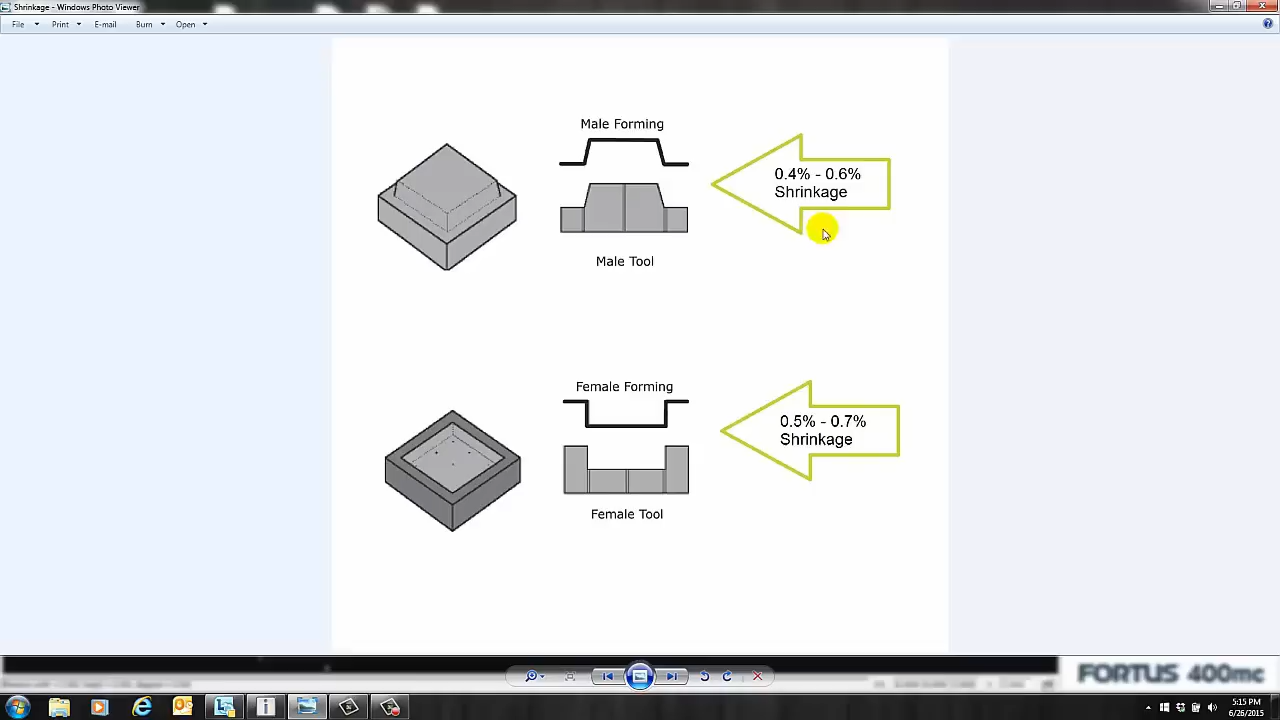 Shrinkage - Windows Photo Viewer
File Print E-mail Burn Open
Male Forming
0.4% - 0.6%
Shrinkage
Male Tool
Female Forming
0.5% - 0.7%
Shrinkage
Female Tool
FORTUS 400mc
5:15 PM
6/26/2015